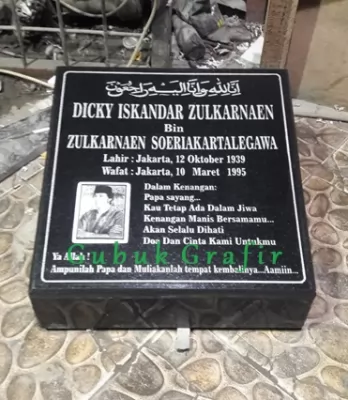 إنا لله وإنا إليه راجعون
DICKY ISKANDAR ZULKARNAEN
Bin
ZULKARNAEN SOERIAKARTALEGAWA
Lahir : Jakarta, 12 Oktober 1939
Wafat : Jakarta, 10 Maret 1995
Dalam Kenangan:
Papa sayang...
Kau Tetap Ada Dalam Jiwa
Kenangan Manis Bersamamu...
Akan Selalu Dihati
Doa Dan Cinta Kami Untukmu
Gubuk Grafir
Ya Allah !
Ampunilah Papa dan Muliakanlah tempat kembalinya...Aamiin...